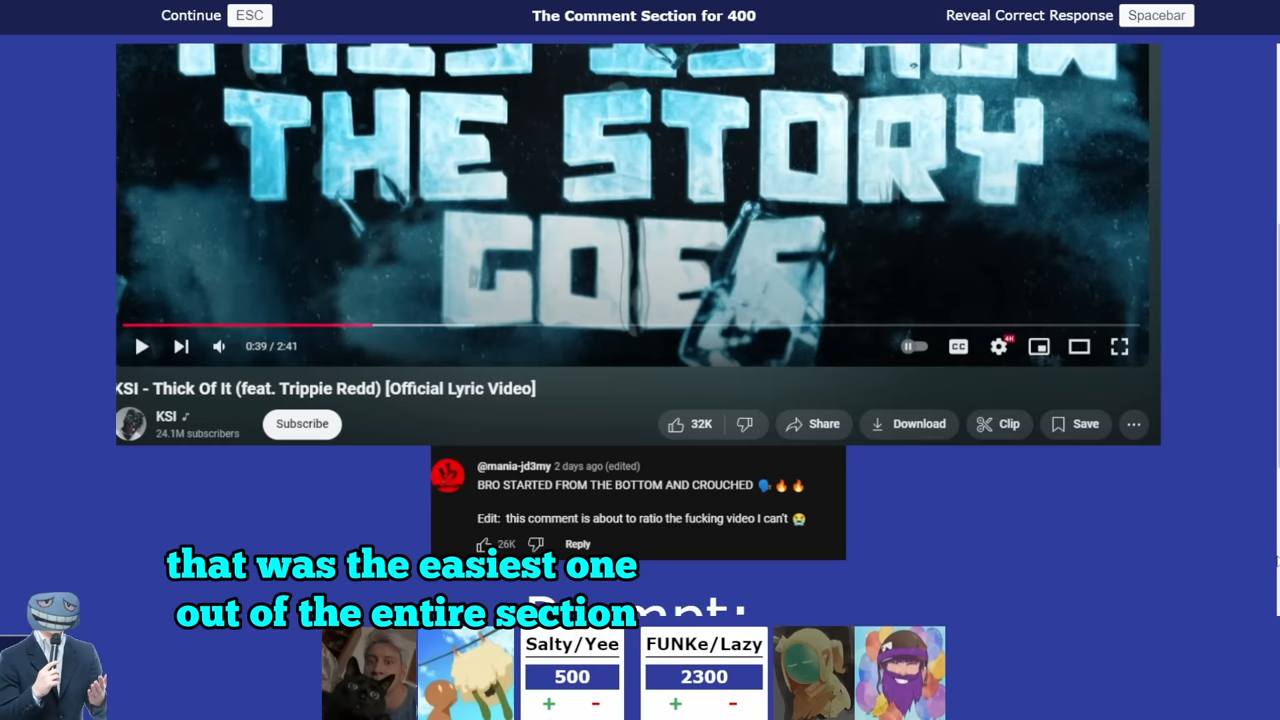 Continue ESC
The Comment Section for 400
Reveal Correct Response Spacebar
THIS IS HOW
THE STORY
GOES
0:39 / 2:41
CC
KSI - Thick Of It (feat. Trippie Redd) [Official Lyric Video]
KSI
24.1M subscribers
Subscribe
32K
Share
Download
Clip
Save
@mania-jd3my 2 days ago (edited)
BRO STARTED FROM THE BOTTOM AND CROUCHED 🗣🔥🔥
Edit: this comment is about to ratio the fucking video I can't 😭
26K
Reply
that was the easiest one
out of the entire section
Salty/Yee
500
+ -
FUNKe/Lazy
2300
+ -